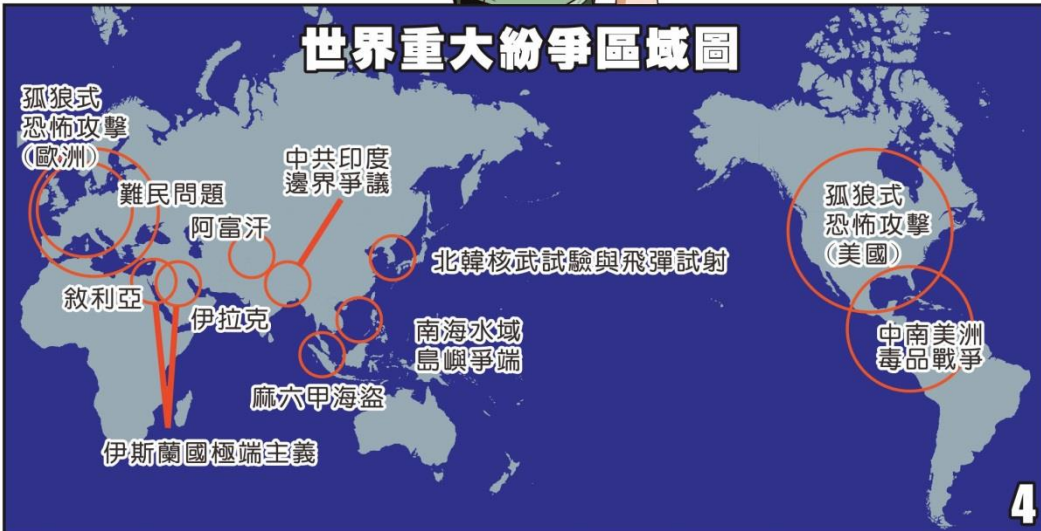 世界重大紛爭區域圖
孤狼式
恐怖攻擊
(歐洲)
難民問題
中共印度
邊界爭議
阿富汗
敘利亞
伊拉克
北韓核武試驗與飛彈試射
南海水域
島嶼爭端
麻六甲海盜
伊斯蘭國極端主義
孤狼式
恐怖攻擊
(美國)
中南美洲
毒品戰爭
4